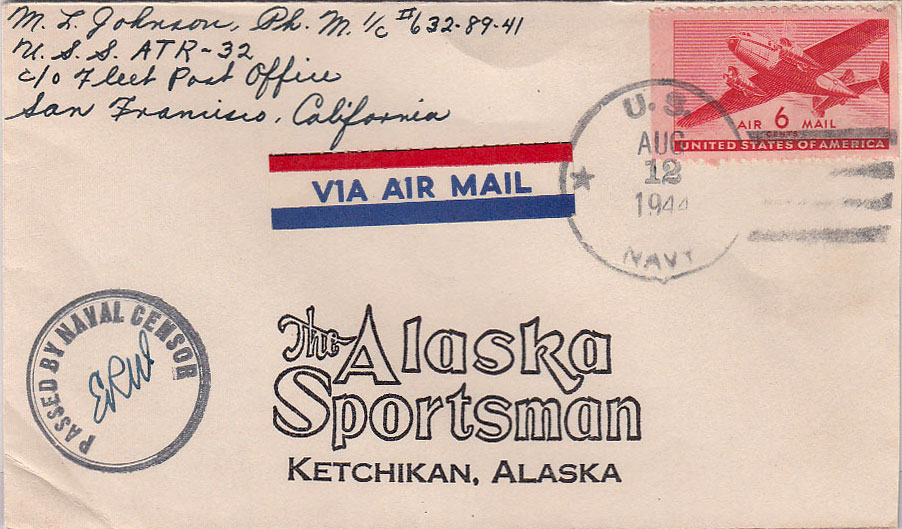 M. L. Johnson, Ph. M. 1/c #632-89-41
U. S. S. ATR-32
c/o Fleet Post Office
San Francisco, California
AIR 6 MAIL
CENTS
UNITED STATES OF AMERICA
U.S.
AUG
12
1944
NAVY
VIA AIR MAIL
PASSED BY NAVAL CENSOR
The Alaska
Sportsman
KETCHIKAN, ALASKA